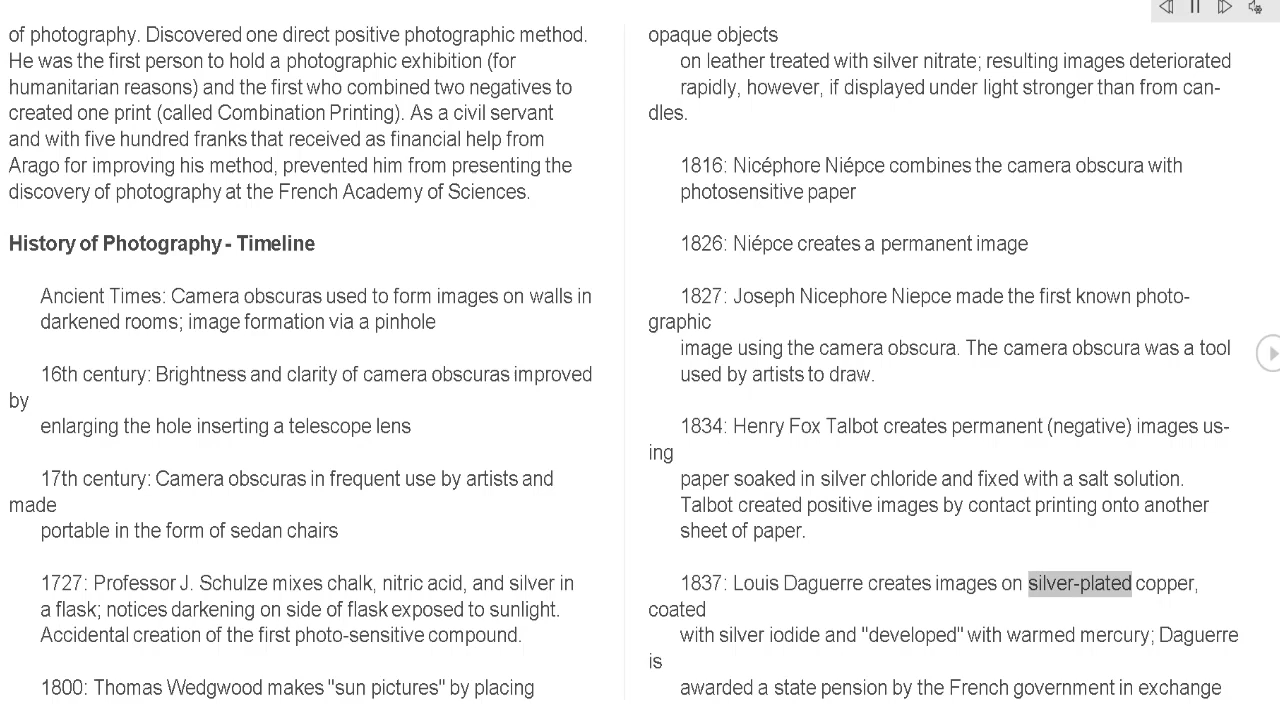 of photography. Discovered one direct positive photographic method.
He was the first person to hold a photographic exhibition (for
humanitarian reasons) and the first who combined two negatives to
created one print (called Combination Printing). As a civil servant
and with five hundred franks that received as financial help from
Arago for improving his method, prevented him from presenting the
discovery of photography at the French Academy of Sciences.
History of Photography - Timeline
Ancient Times: Camera obscuras used to form images on walls in
darkened rooms; image formation via a pinhole
16th century: Brightness and clarity of camera obscuras improved
by
enlarging the hole inserting a telescope lens
17th century: Camera obscuras in frequent use by artists and
made
portable in the form of sedan chairs
1727: Professor J. Schulze mixes chalk, nitric acid, and silver in
a flask; notices darkening on side of flask exposed to sunlight.
Accidental creation of the first photo-sensitive compound.
1800: Thomas Wedgwood makes "sun pictures" by placing
opaque objects
on leather treated with silver nitrate; resulting images deteriorated
rapidly, however, if displayed under light stronger than from can-
dles.
1816: Nicéphore Niépce combines the camera obscura with
photosensitive paper
1826: Niépce creates a permanent image
1827: Joseph Nicephore Niepce made the first known photo-
graphic
image using the camera obscura. The camera obscura was a tool
used by artists to draw.
1834: Henry Fox Talbot creates permanent (negative) images us-
ing
paper soaked in silver chloride and fixed with a salt solution.
Talbot created positive images by contact printing onto another
sheet of paper.
1837: Louis Daguerre creates images on silver-plated copper,
coated
with silver iodide and "developed" with warmed mercury; Daguerre
is
awarded a state pension by the French government in exchange